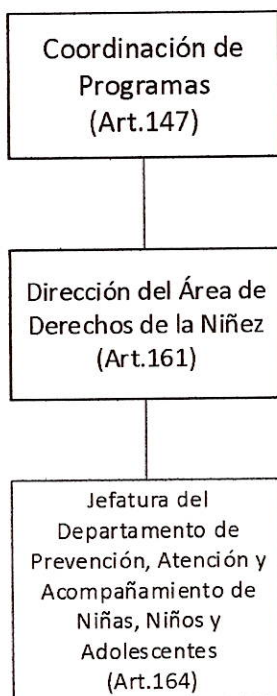 Coordinación de
Programas
(Art.147)
Dirección del Área de
Derechos de la Niñez
(Art.161)
Jefatura del
Departamento de
Prevención, Atención y
Acompañamiento de
Niñas, Niños y
Adolescentes
(Art.164)